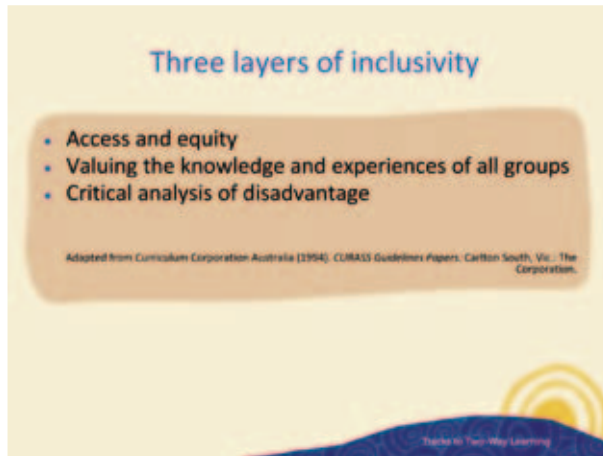 Three layers of inclusivity
• Access and equity
• Valuing the knowledge and experiences of all groups
• Critical analysis of disadvantage
Adapted from Curriculum Corporation Australia (1994). CURASS Guidelines Papers. Carlton South, Vic.: The
Corporation.
Tracks to Two-Way Learning